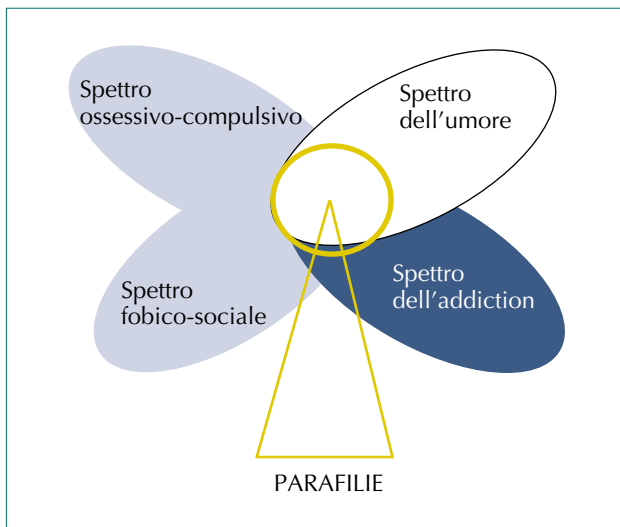 Spettro
ossessivo-compulsivo
Spettro
dell’umore
Spettro
fobico-sociale
Spettro
dell’addiction
PARAFILIE